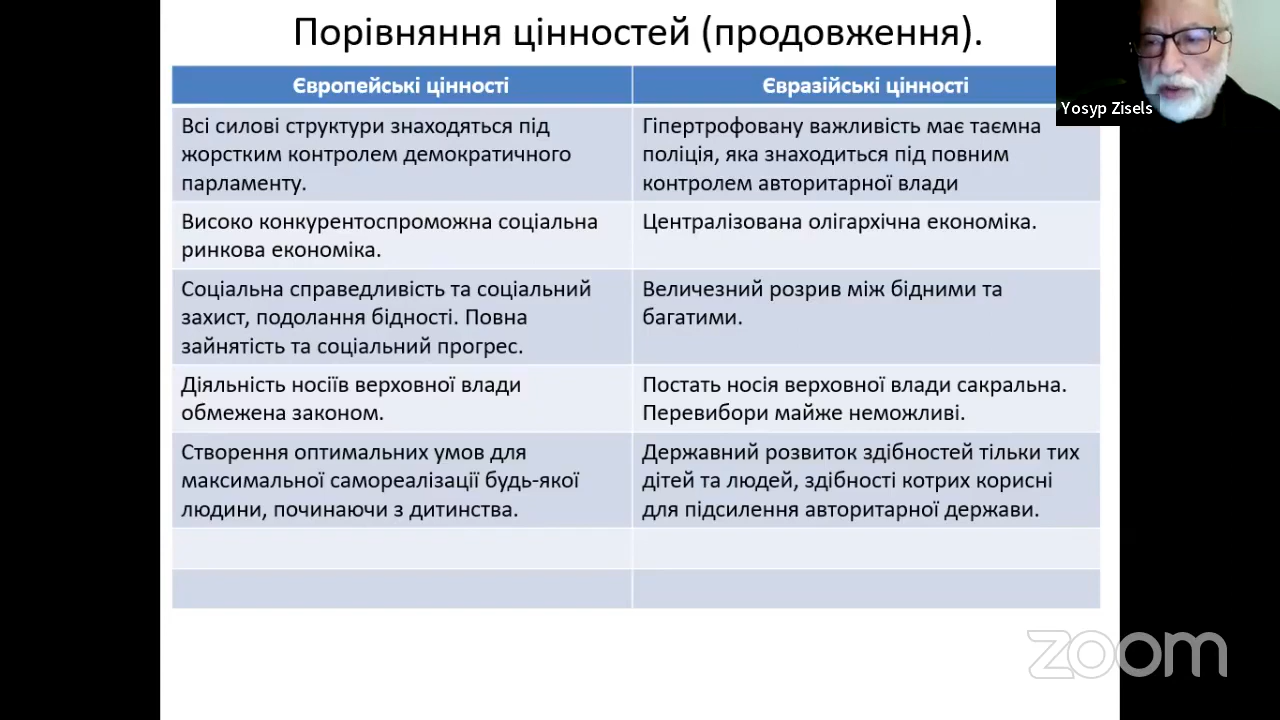 Порівняння цінностей (продовження).
Yosyp Zisels
Європейські цінності
Євразійські цінності
Всі силові структури знаходяться під
жорстким контролем демократичного
парламенту.
Гіпертрофовану важливість має таємна
поліція, яка знаходиться під повним
контролем авторитарної влади
Високо конкурентоспроможна соціальна
ринкова економіка.
Централізована олігархічна економіка.
Соціальна справедливість та соціальний
захист, подолання бідності. Повна
зайнятість та соціальний прогрес.
Величезний розрив між бідними та
багатими.
Діяльність носіїв верховної влади
обмежена законом.
Постать носія верховної влади сакральна.
Перевибори майже неможливі.
Створення оптимальних умов для
максимальної самореалізації будь-якої
людини, починаючи з дитинства.
Державний розвиток здібностей тільки тих
дітей та людей, здібності котрих корисні
для підсилення авторитарної держави.
zoom